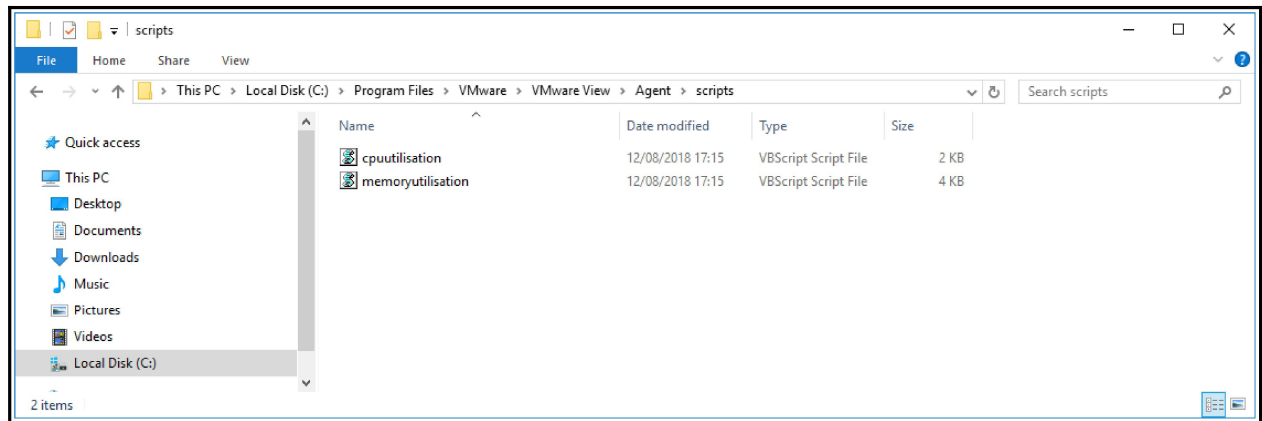 scripts
File Home Share View
This PC > Local Disk (C:) > Program Files > VMware > VMware View > Agent > scripts Search scripts
Name Date modified Type Size
Quick access
cpuutilisation 12/08/2018 17:15 VBScript Script File 2 KB
This PC
memoryutilisation 12/08/2018 17:15 VBScript Script File 4 KB
Desktop
Documents
Downloads
Music
Pictures
Videos
Local Disk (C:)
2 items